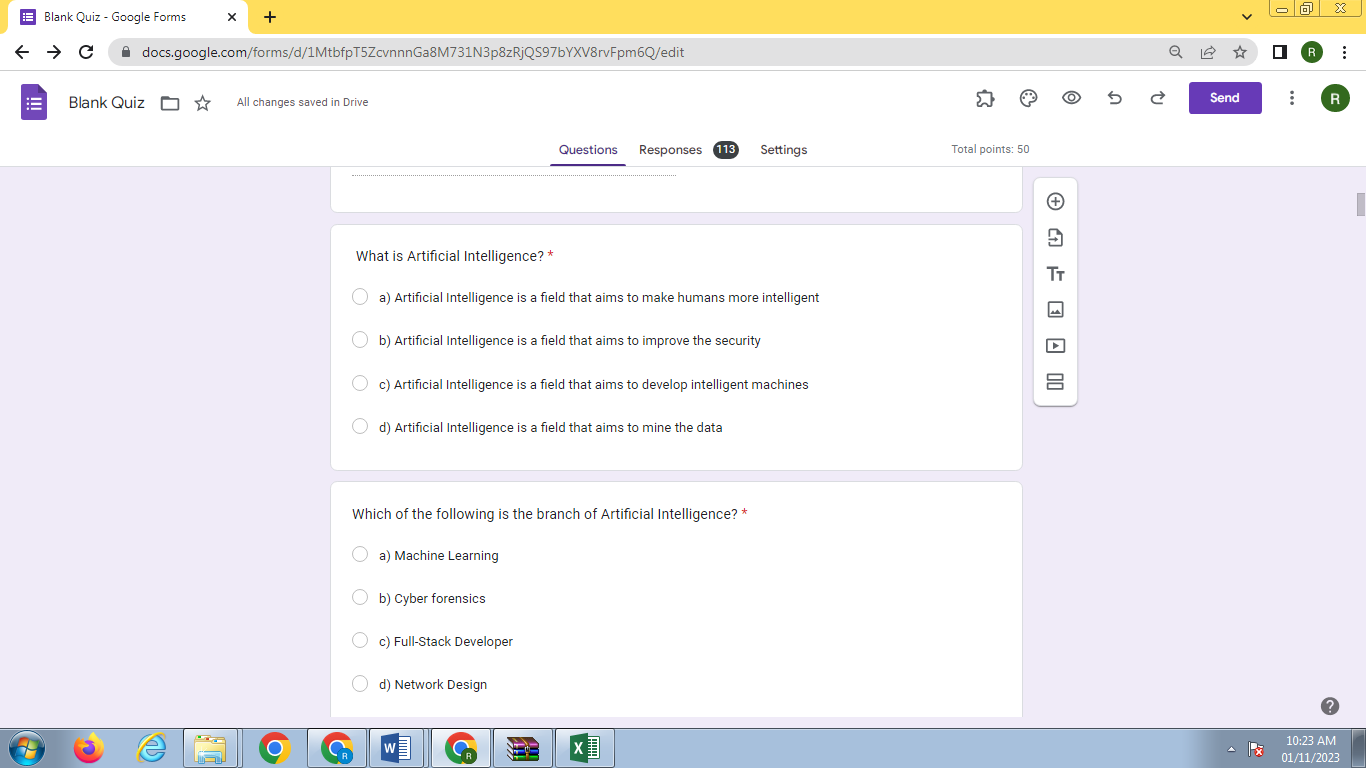 Blank Quiz - Google Forms
docs.google.com/forms/d/1MtbfpT5ZcvnnnGa8M731N3p8zRjQS97bYXV8rvFpm6Q/edit
R
Blank Quiz
All changes saved in Drive
Send
R
Questions
Responses 113
Settings
Total points: 50
What is Artificial Intelligence? *
a) Artificial Intelligence is a field that aims to make humans more intelligent
b) Artificial Intelligence is a field that aims to improve the security
c) Artificial Intelligence is a field that aims to develop intelligent machines
d) Artificial Intelligence is a field that aims to mine the data
Which of the following is the branch of Artificial Intelligence? *
a) Machine Learning
b) Cyber forensics
c) Full-Stack Developer
d) Network Design
Tт
R
W
R
X
10:23 AM
01/11/2023